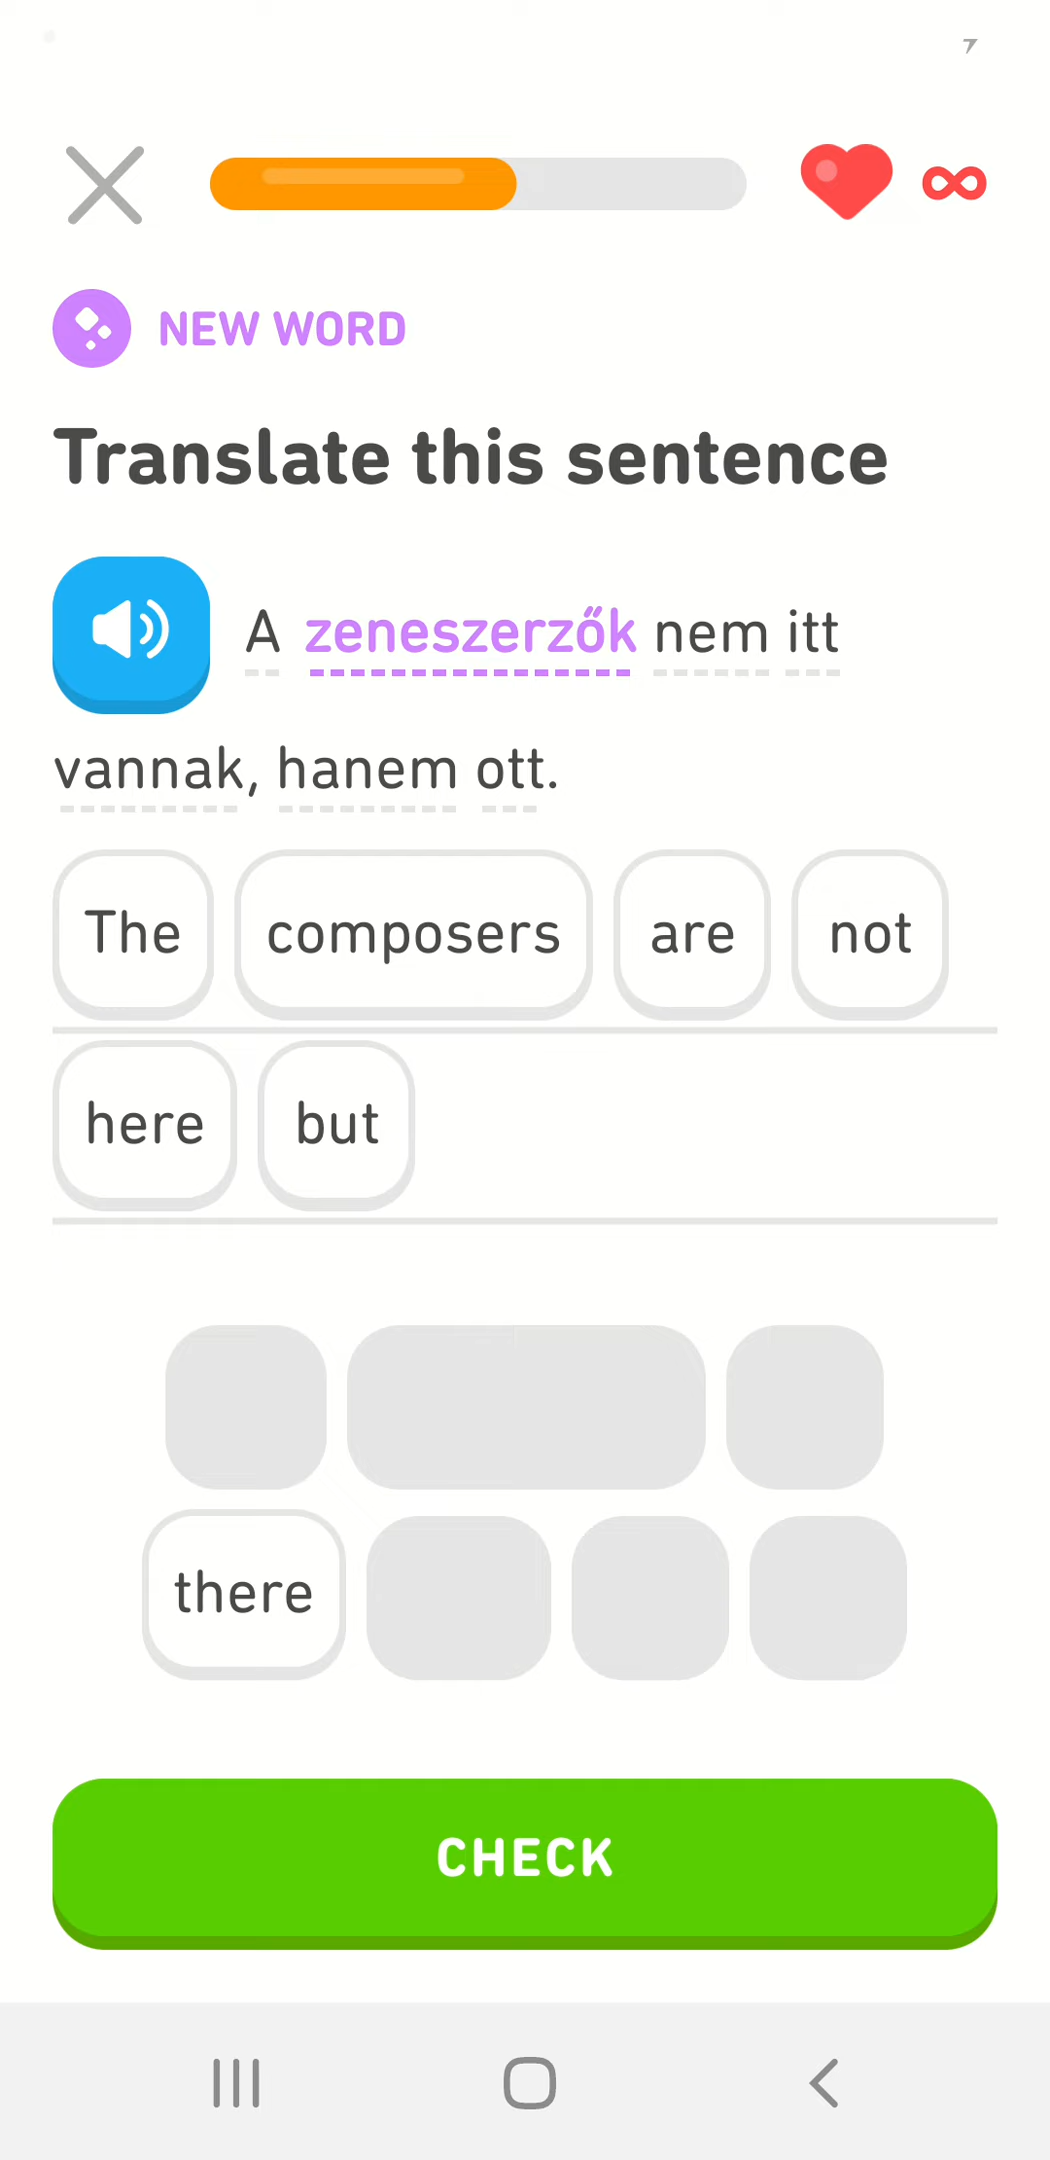 NEW WORD
Translate this sentence
A zeneszerzők nem itt
vannak, hanem ott.
The composers are not
here but
there
CHECK